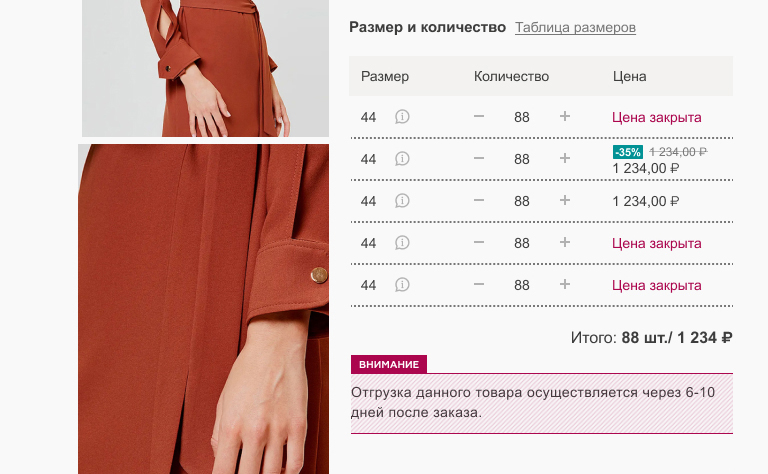 Размер и количество Таблица размеров
Размер Количество Цена
44 − 88 + Цена закрыта
44 − 88 + -35% 1 234,00 ₽
1 234,00 ₽
44 − 88 + 1 234,00 ₽
44 − 88 + Цена закрыта
44 − 88 + Цена закрыта
Итого: 88 шт./ 1 234 ₽
ВНИМАНИЕ
Отгрузка данного товара осуществляется через 6-10
дней после заказа.